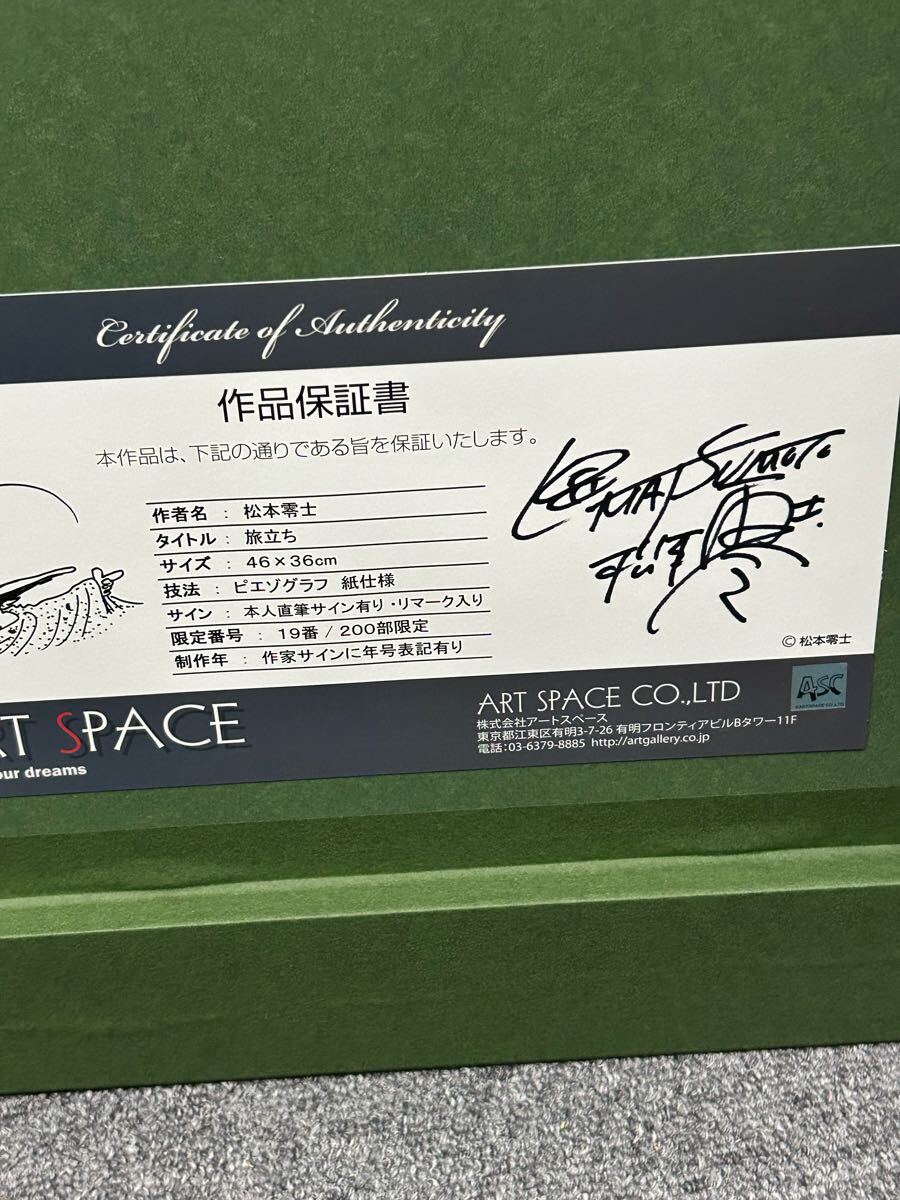 Certificate of Authenticity
作品保証書
本作品は、下記の通りである旨を保証いたします。
作者名 : 松本零士
タイトル : 旅立ち
サイズ : 46×36cm
技法 : ピエゾグラフ 紙仕様
サイン : 本人直筆サイン有り・リマーク入り
限定番号 : 19番/200部限定
制作年 : 作家サインに年号表記有り
MATSUMOTO
© 松本零士
RT SPACE
our dreams
ART SPACE CO.,LTD
株式会社アートスペース
東京都江東区有明3-7-26 有明フロンティアビルBタワー11F
電話:03-6379-8885 http://artgallery.co.jp
ASC
ARTSPACE CO.,LTD